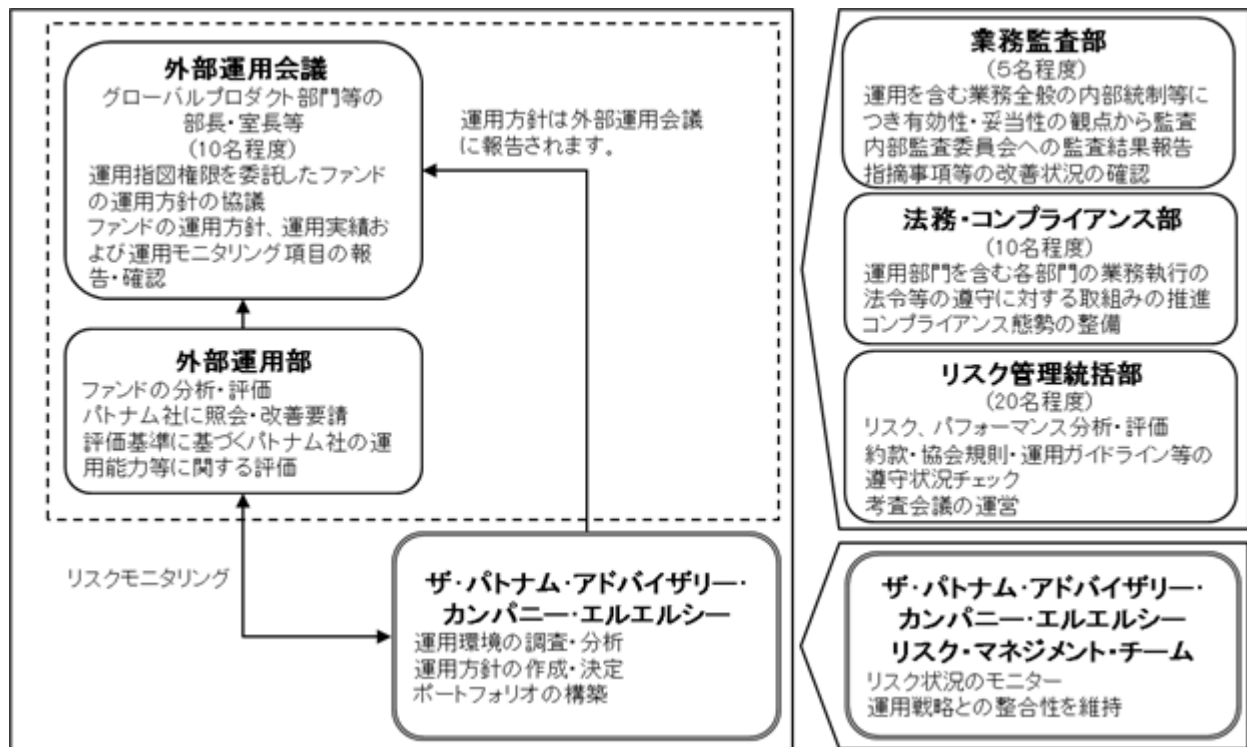 外部運用会議
グローバルプロダクト部門等の
部長・室長等
(10名程度)
運用指図権限を委託したファンド
の運用方針の協議
ファンドの運用方針、運用実績お
よび運用モニタリング項目の報
告・確認
運用方針は外部運用会議
に報告されます。
外部運用部
ファンドの分析・評価
パトナム社に照会・改善要請
評価基準に基づくパトナム社の運
用能力等に関する評価
リスクモニタリング
ザ・パトナム・アドバイザリー・
カンパニー・エルエルシー
運用環境の調査・分析
運用方針の作成・決定
ポートフォリオの構築
業務監査部
(5名程度)
運用を含む業務全般の内部統制等に
つき有効性・妥当性の観点から監査
内部監査委員会への監査結果報告
指摘事項等の改善状況の確認
法務・コンプライアンス部
(10名程度)
運用部門を含む各部門の業務執行の
法令等の遵守に対する取組みの推進
コンプライアンス態勢の整備
リスク管理統括部
(20名程度)
リスク、パフォーマンス分析・評価
約款・協会規則・運用ガイドライン等の
遵守状況チェック
考査会議の運営
ザ・パトナム・アドバイザリー・
カンパニー・エルエルシー
リスク・マネジメント・チーム
リスク状況のモニター
運用戦略との整合性を維持